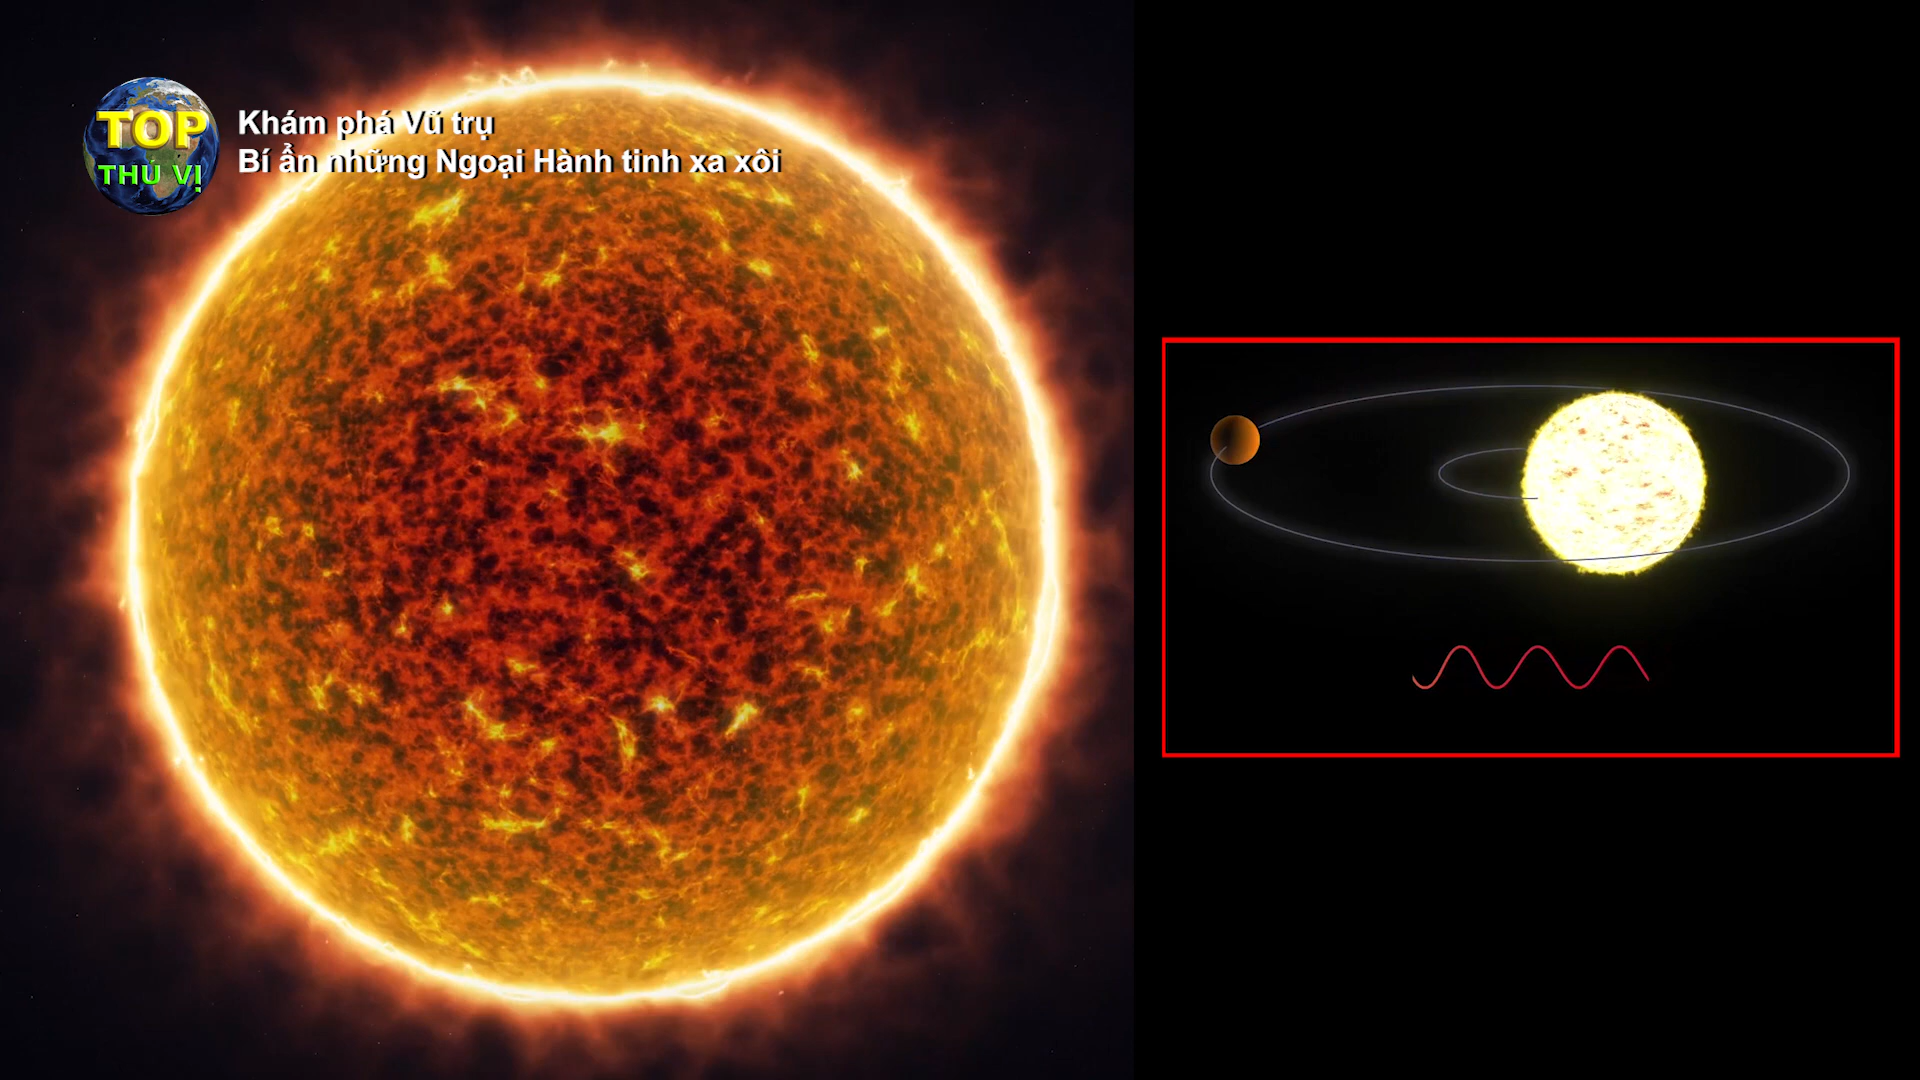 TOP
THÚ VỊ
Khám phá Vũ trụ
Bí ẩn những Ngoại Hành tinh xa xôi